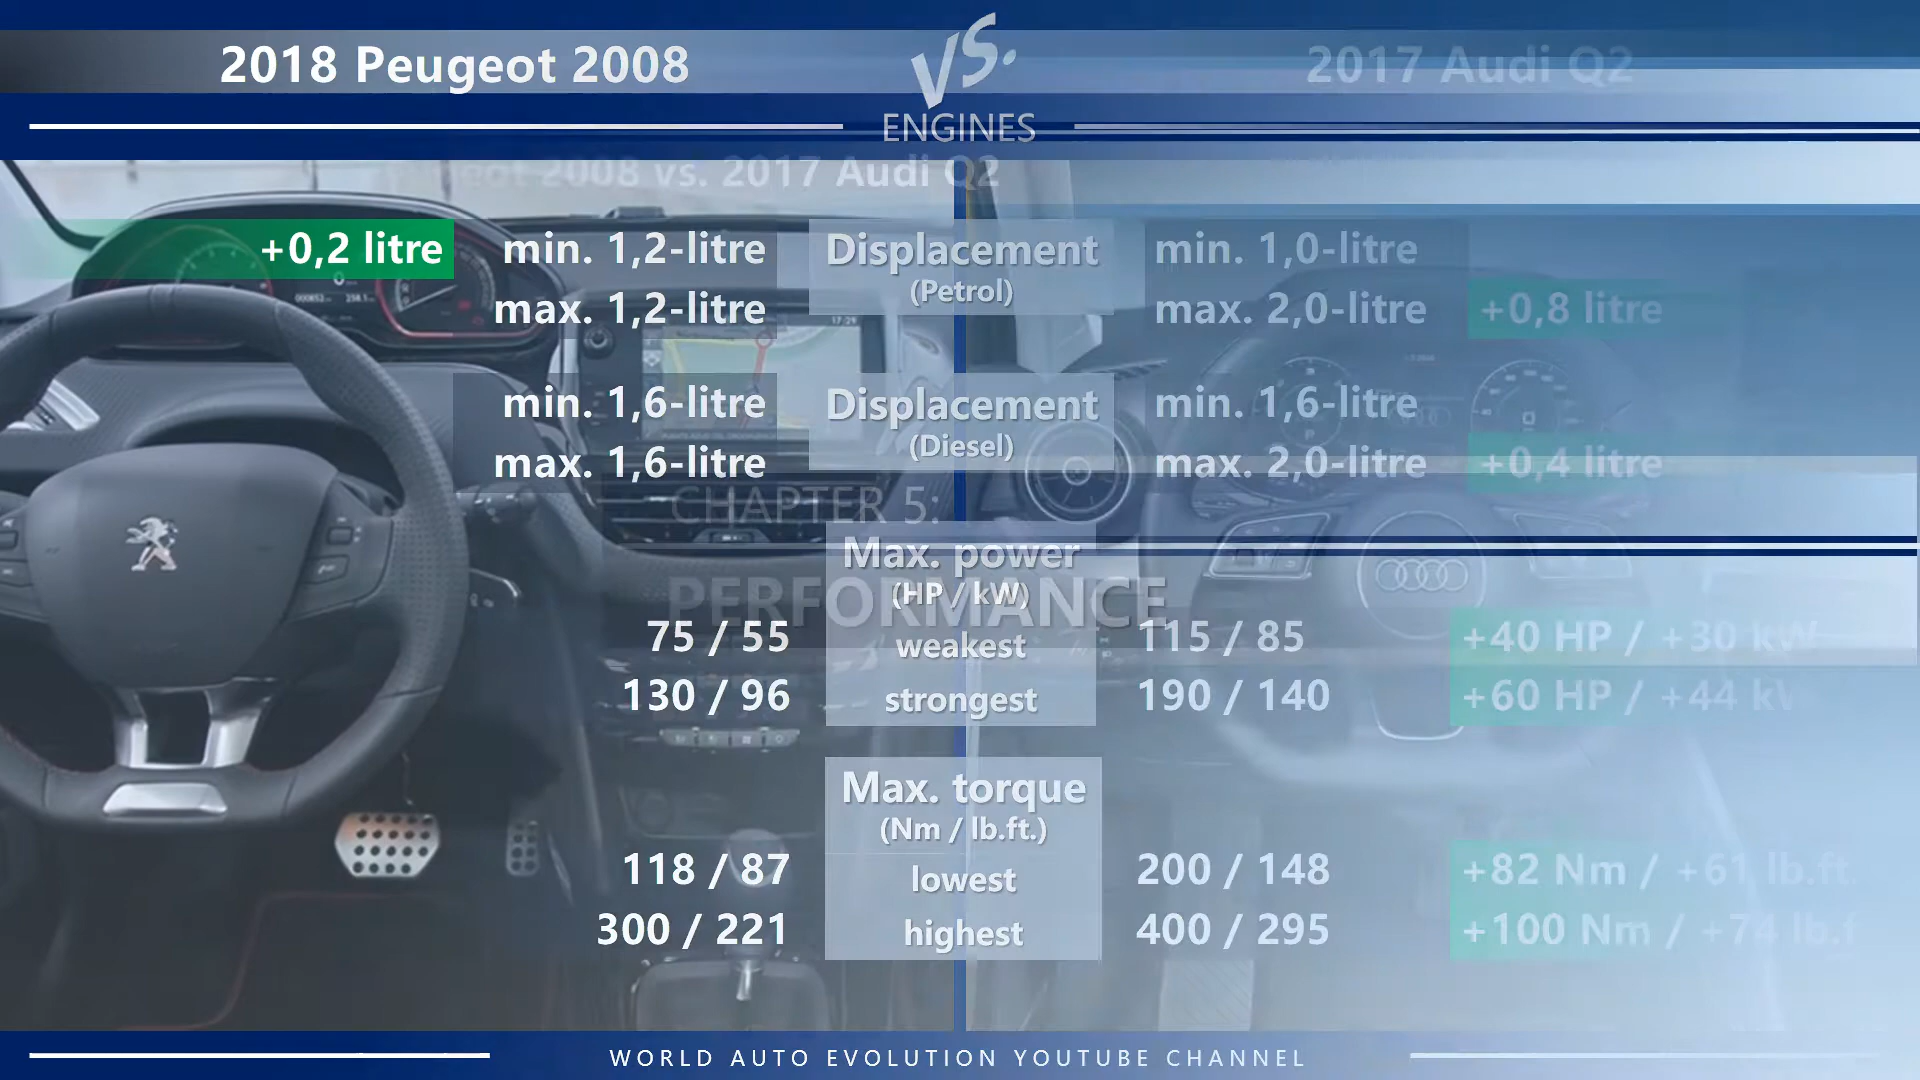 2018 Peugeot 2008
VS.
2017 Audi Q2
ENGINES
2008 vs. 2017 Audi Q2
+0,2 litre
min. 1,2-litre
Displacement
min. 1,0-litre
(Petrol)
max. 1,2-litre
max. 2,0-litre
+0,8 litre
min. 1,6-litre
Displacement
min. 1,6-litre
(Diesel)
max. 1,6-litre
max. 2,0-litre
+0,4 litre
CHAPTER 5:
PERFORMANCE
Max. power
(HP / kW)
75 / 55
weakest
115 / 85
+40 HP / +30 kW
130 / 96
strongest
190 / 140
+60 HP / +44 kW
Max. torque
(Nm / lb.ft.)
118 / 87
lowest
200 / 148
+82 Nm / +61 lb.ft.
300 / 221
highest
400 / 295
+100 Nm / +74 lb.f
WORLD AUTO EVOLUTION YOUTUBE CHANNEL